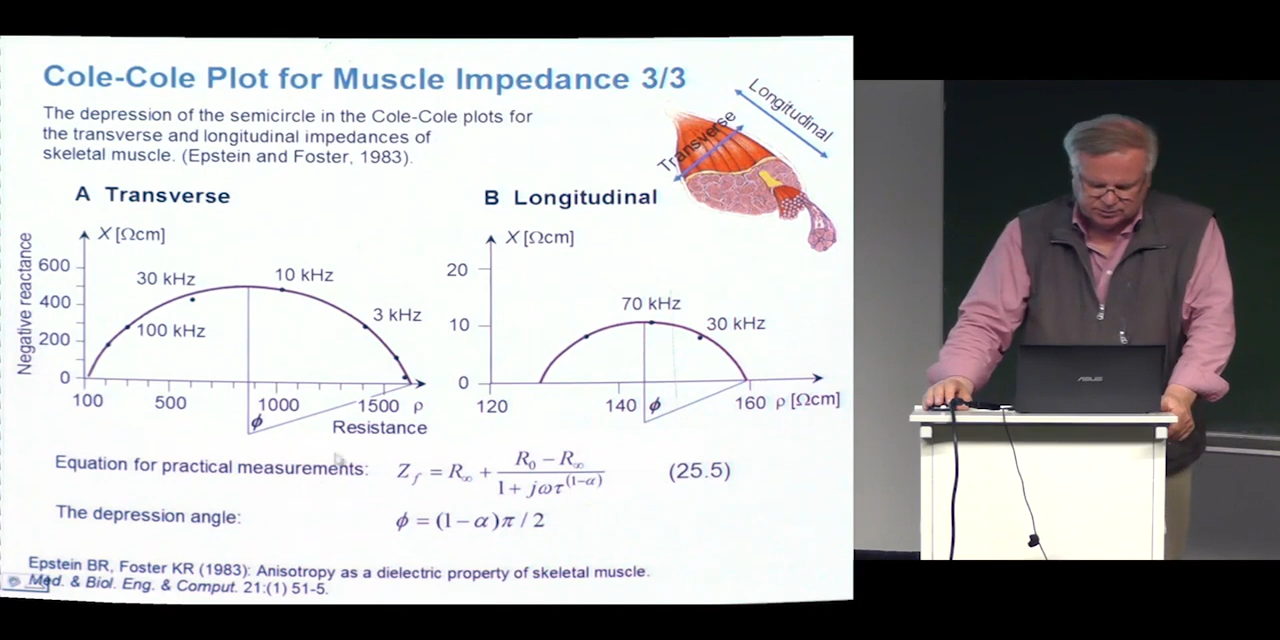 Cole-Cole Plot for Muscle Impedance 3/3
The depression of the semicircle in the Cole-Cole plots for
the transverse and longitudinal impedances of
skeletal muscle. (Epstein and Foster, 1983).
Longitudinal
Transverse
A Transverse
B Longitudinal
Negative reactance
X [Ωcm]
600
400
200
0
30 kHz
10 kHz
100 kHz
3 kHz
100
500
1000
1500
ρ
ϕ
Resistance
X [Ωcm]
20
10
0
70 kHz
30 kHz
120
140
ϕ
160
ρ [Ωcm]
Equation for practical measurements: Z_f = R_∞ + (R_0 − R_∞) / (1 + jωτ^(1−α)) (25.5)
The depression angle: ϕ = (1 − α)π / 2
Epstein BR, Foster KR (1983): Anisotropy as a dielectric property of skeletal muscle.
Med. & Biol. Eng. & Comput. 21:(1) 51-5.
ASUS